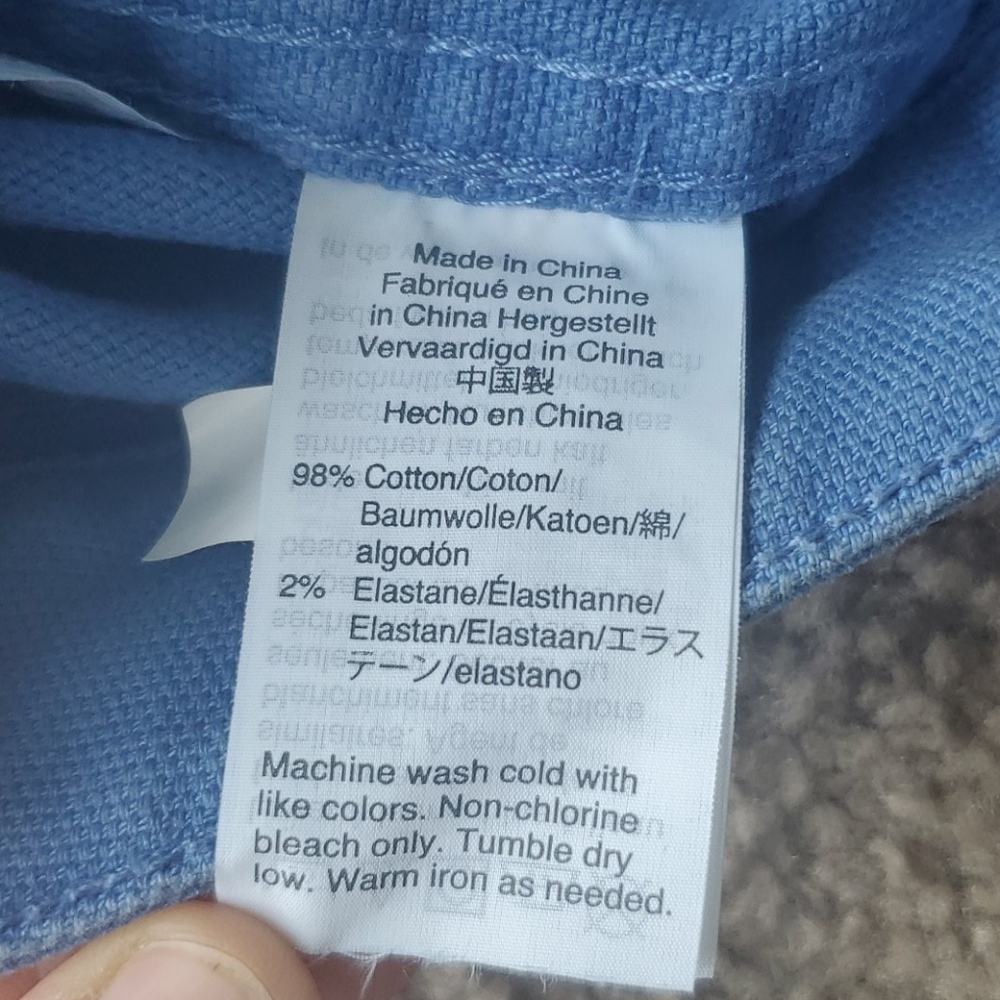 Made in China
Fabriqué en Chine
in China Hergestellt
Vervaardigd in China
中国製
Hecho en China
98% Cotton/Coton/
Baumwolle/Katoen/綿/
algodón
2% Elastane/Élasthanne/
Elastan/Elastaan/エラス
テーン/elastano
Machine wash cold with
like colors. Non-chlorine
bleach only. Tumble dry
low. Warm iron as needed.